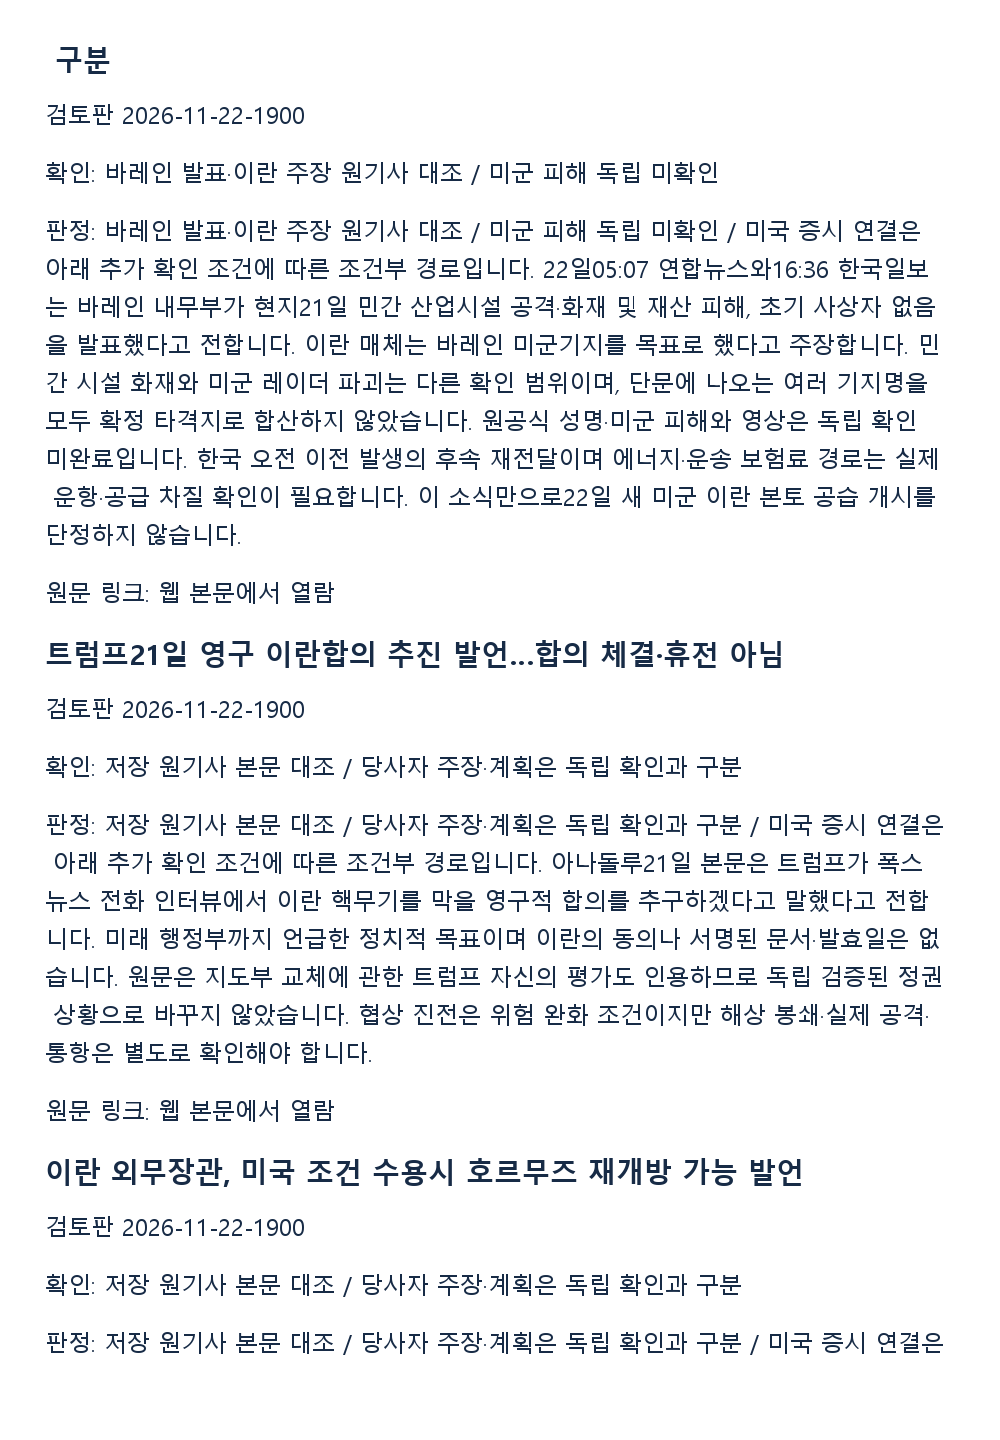 구분
검토판 2026-11-22-1900
확인: 바레인 발표·이란 주장 원기사 대조 / 미군 피해 독립 미확인
판정: 바레인 발표·이란 주장 원기사 대조 / 미군 피해 독립 미확인 / 미국 증시 연결은
아래 추가 확인 조건에 따른 조건부 경로입니다. 22일05:07 연합뉴스와16:36 한국일보
는 바레인 내무부가 현지21일 민간 산업시설 공격·화재 및 재산 피해, 초기 사상자 없음
을 발표했다고 전합니다. 이란 매체는 바레인 미군기지를 목표로 했다고 주장합니다. 민
간 시설 화재와 미군 레이더 파괴는 다른 확인 범위이며, 단문에 나오는 여러 기지명을
모두 확정 타격지로 합산하지 않았습니다. 원공식 성명·미군 피해와 영상은 독립 확인
미완료입니다. 한국 오전 이전 발생의 후속 재전달이며 에너지·운송 보험료 경로는 실제
운항·공급 차질 확인이 필요합니다. 이 소식만으로22일 새 미군 이란 본토 공습 개시를
단정하지 않습니다.
원문 링크: 웹 본문에서 열람
트럼프21일 영구 이란합의 추진 발언…합의 체결·휴전 아님
검토판 2026-11-22-1900
확인: 저장 원기사 본문 대조 / 당사자 주장·계획은 독립 확인과 구분
판정: 저장 원기사 본문 대조 / 당사자 주장·계획은 독립 확인과 구분 / 미국 증시 연결은
아래 추가 확인 조건에 따른 조건부 경로입니다. 아나돌루21일 본문은 트럼프가 폭스
뉴스 전화 인터뷰에서 이란 핵무기를 막을 영구적 합의를 추구하겠다고 말했다고 전합
니다. 미래 행정부까지 언급한 정치적 목표이며 이란의 동의나 서명된 문서·발효일은 없
습니다. 원문은 지도부 교체에 관한 트럼프 자신의 평가도 인용하므로 독립 검증된 정권
상황으로 바꾸지 않았습니다. 협상 진전은 위험 완화 조건이지만 해상 봉쇄·실제 공격·
통항은 별도로 확인해야 합니다.
원문 링크: 웹 본문에서 열람
이란 외무장관, 미국 조건 수용시 호르무즈 재개방 가능 발언
검토판 2026-11-22-1900
확인: 저장 원기사 본문 대조 / 당사자 주장·계획은 독립 확인과 구분
판정: 저장 원기사 본문 대조 / 당사자 주장·계획은 독립 확인과 구분 / 미국 증시 연결은